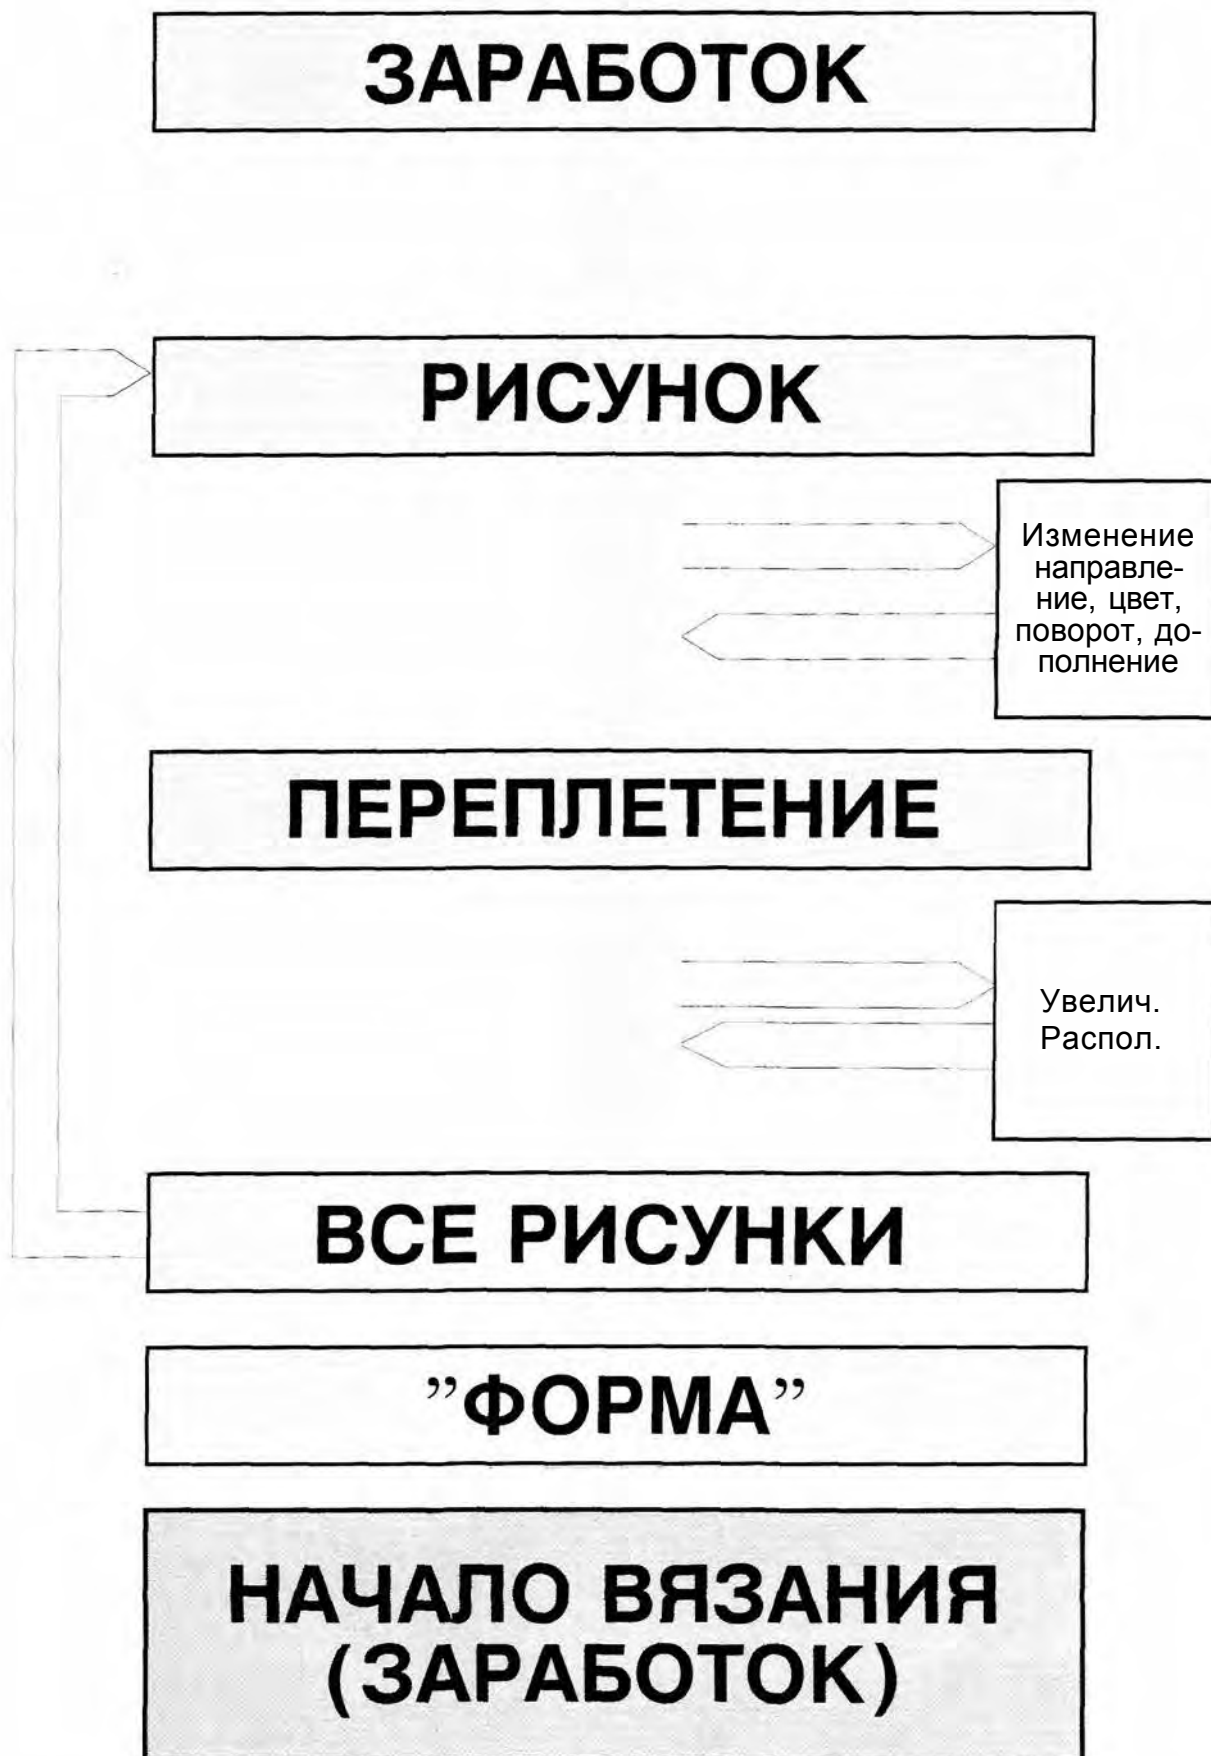 ЗАРАБОТОК
РИСУНОК
Изменение
направле-
ние, цвет,
поворот, до-
полнение
ПЕРЕПЛЕТЕНИЕ
Увелич.
Распол.
ВСЕ РИСУНКИ
”ФОРМА”
НАЧАЛО ВЯЗАНИЯ
(ЗАРАБОТОК)